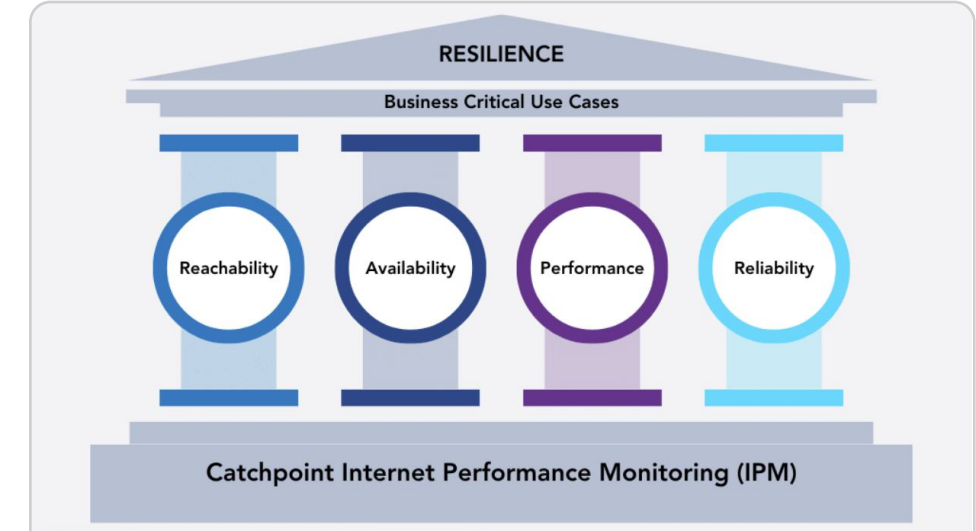 RESILIENCE
Business Critical Use Cases
Reachability
Availability
Performance
Reliability
Catchpoint Internet Performance Monitoring (IPM)